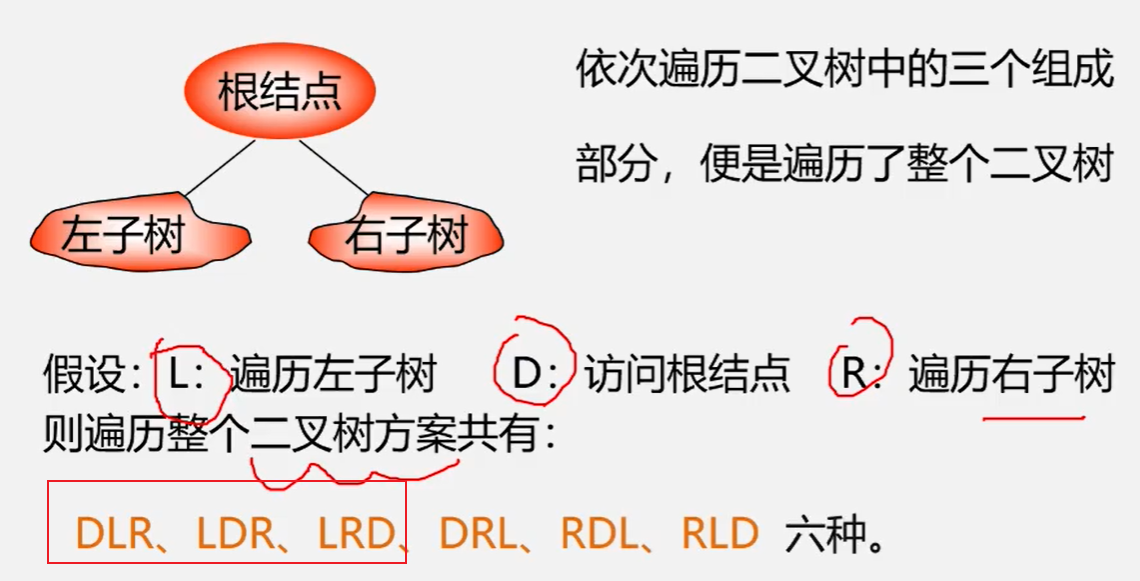 根结点
左子树
右子树
依次遍历二叉树中的三个组成
部分，便是遍历了整个二叉树
假设：L：遍历左子树 D：访问根结点 R：遍历右子树
则遍历整个二叉树方案共有：
DLR、LDR、LRD、DRL、RDL、RLD 六种。